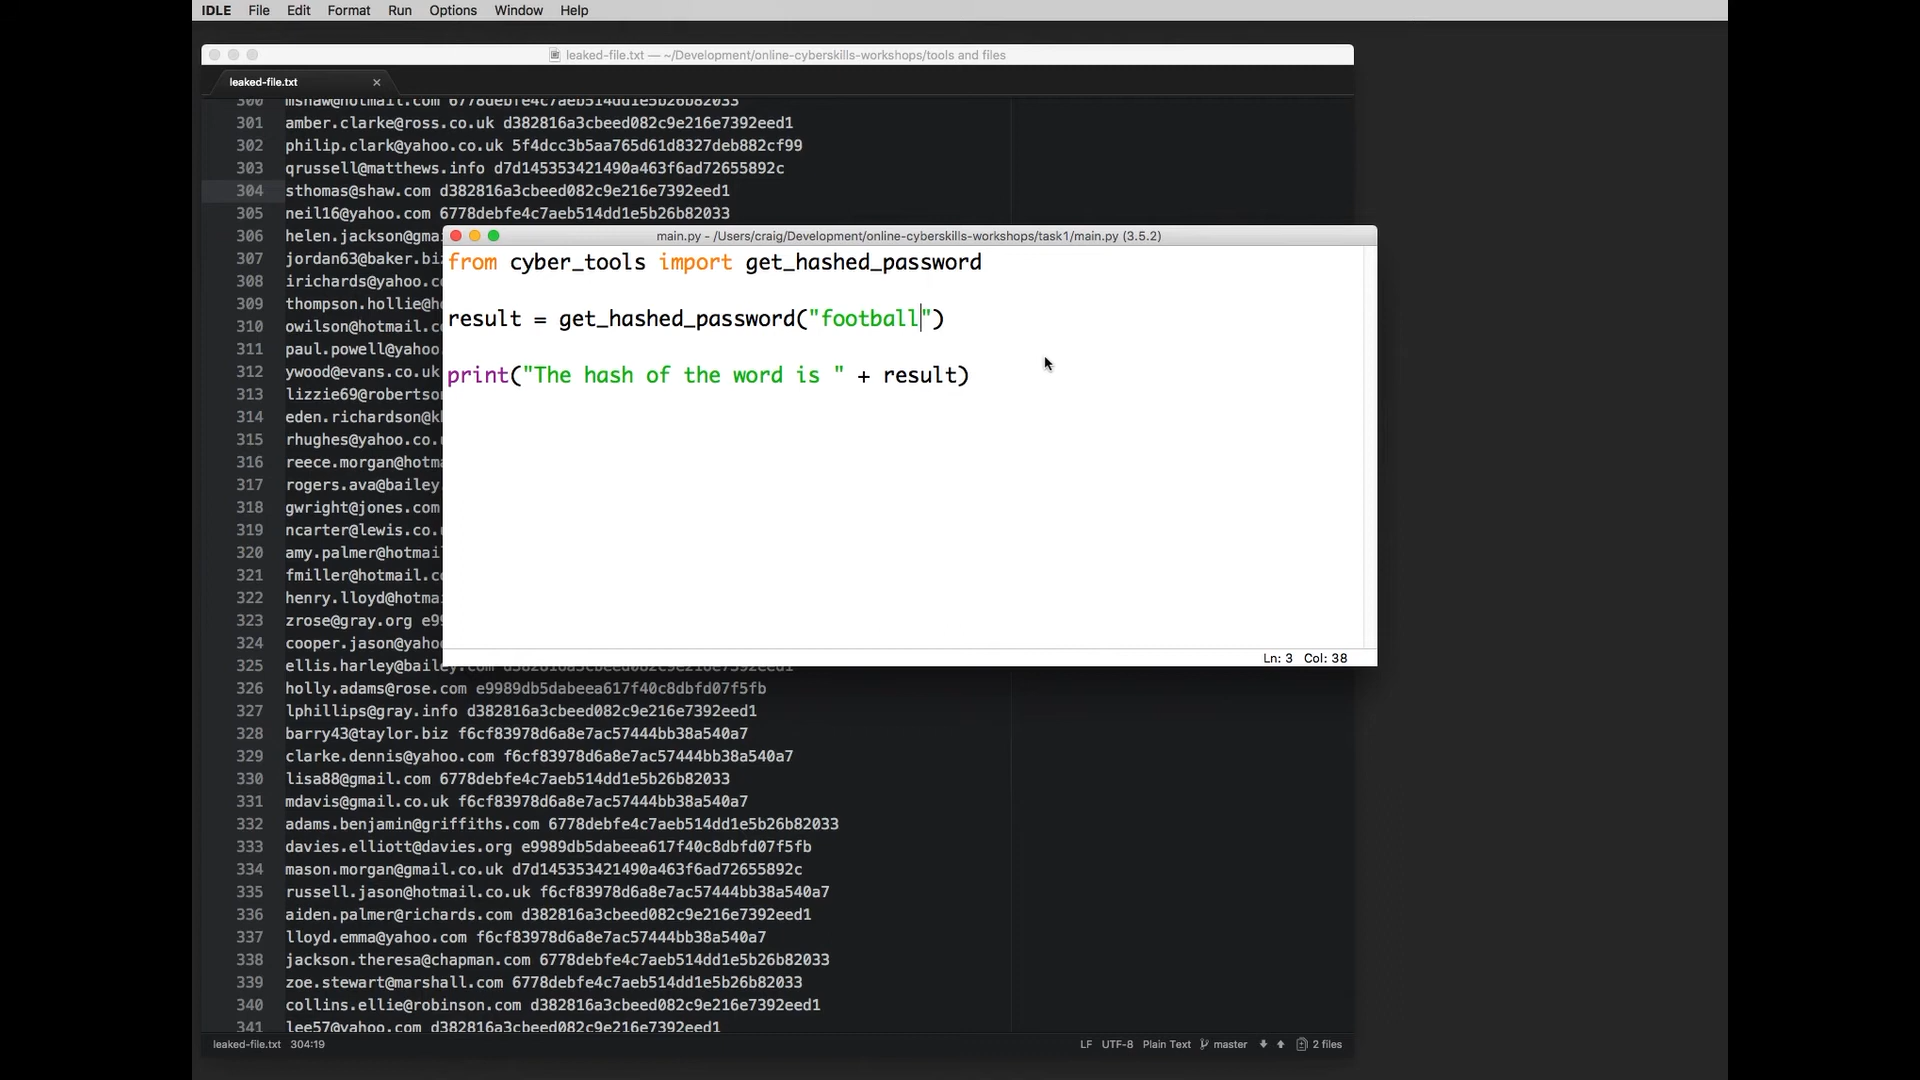 IDLE File Edit Format Run Options Window Help
leaked-file.txt — ~/Development/online-cyberskills-workshops/tools and files
leaked-file.txt ×
300 mshaw@hotmail.com 6778debfe4c7aeb514dd1e5b26b82033
301 amber.clarke@ross.co.uk d382816a3cbeed082c9e216e7392eed1
302 philip.clark@yahoo.co.uk 5f4dcc3b5aa765d61d8327deb882cf99
303 qrussell@matthews.info d7d145353421490a463f6ad72655892c
304 sthomas@shaw.com d382816a3cbeed082c9e216e7392eed1
305 neil16@yahoo.com 6778debfe4c7aeb514dd1e5b26b82033
306 helen.jackson@gma
307 jordan63@baker.biz
308 irichards@yahoo.c
309 thompson.hollie@h
310 owilson@hotmail.c
311 paul.powell@yahoo
312 ywood@evans.co.uk
313 lizzie69@robertso
314 eden.richardson@k
315 rhughes@yahoo.co.
316 reece.morgan@hotm
317 rogers.ava@bailey
318 gwright@jones.com
319 ncarter@lewis.co.
320 amy.palmer@hotmai
321 fmiller@hotmail.c
322 henry.lloyd@hotma
323 zrose@gray.org e9
324 cooper.jason@yaho
325 ellis.harley@bailey.com d382816a3cbeed082c9e216e7392eed1
326 holly.adams@rose.com e9989db5dabeea617f40c8dbfd07f5fb
327 lphillips@gray.info d382816a3cbeed082c9e216e7392eed1
328 barry43@taylor.biz f6cf83978d6a8e7ac57444bb38a540a7
329 clarke.dennis@yahoo.com f6cf83978d6a8e7ac57444bb38a540a7
330 lisa88@gmail.com 6778debfe4c7aeb514dd1e5b26b82033
331 mdavis@gmail.co.uk f6cf83978d6a8e7ac57444bb38a540a7
332 adams.benjamin@griffiths.com 6778debfe4c7aeb514dd1e5b26b82033
333 davies.elliott@davies.org e9989db5dabeea617f40c8dbfd07f5fb
334 mason.morgan@gmail.co.uk d7d145353421490a463f6ad72655892c
335 russell.jason@hotmail.co.uk f6cf83978d6a8e7ac57444bb38a540a7
336 aiden.palmer@richards.com d382816a3cbeed082c9e216e7392eed1
337 lloyd.emma@yahoo.com f6cf83978d6a8e7ac57444bb38a540a7
338 jackson.theresa@chapman.com 6778debfe4c7aeb514dd1e5b26b82033
339 zoe.stewart@marshall.com 6778debfe4c7aeb514dd1e5b26b82033
340 collins.ellie@robinson.com d382816a3cbeed082c9e216e7392eed1
341 lee57@yahoo.com d382816a3cbeed082c9e216e7392eed1
main.py - /Users/craig/Development/online-cyberskills-workshops/task1/main.py (3.5.2)
from cyber_tools import get_hashed_password
result = get_hashed_password("football")
print("The hash of the word is " + result)
Ln: 3 Col: 38
leaked-file.txt 304:19 LF UTF-8 Plain Text master 2 files